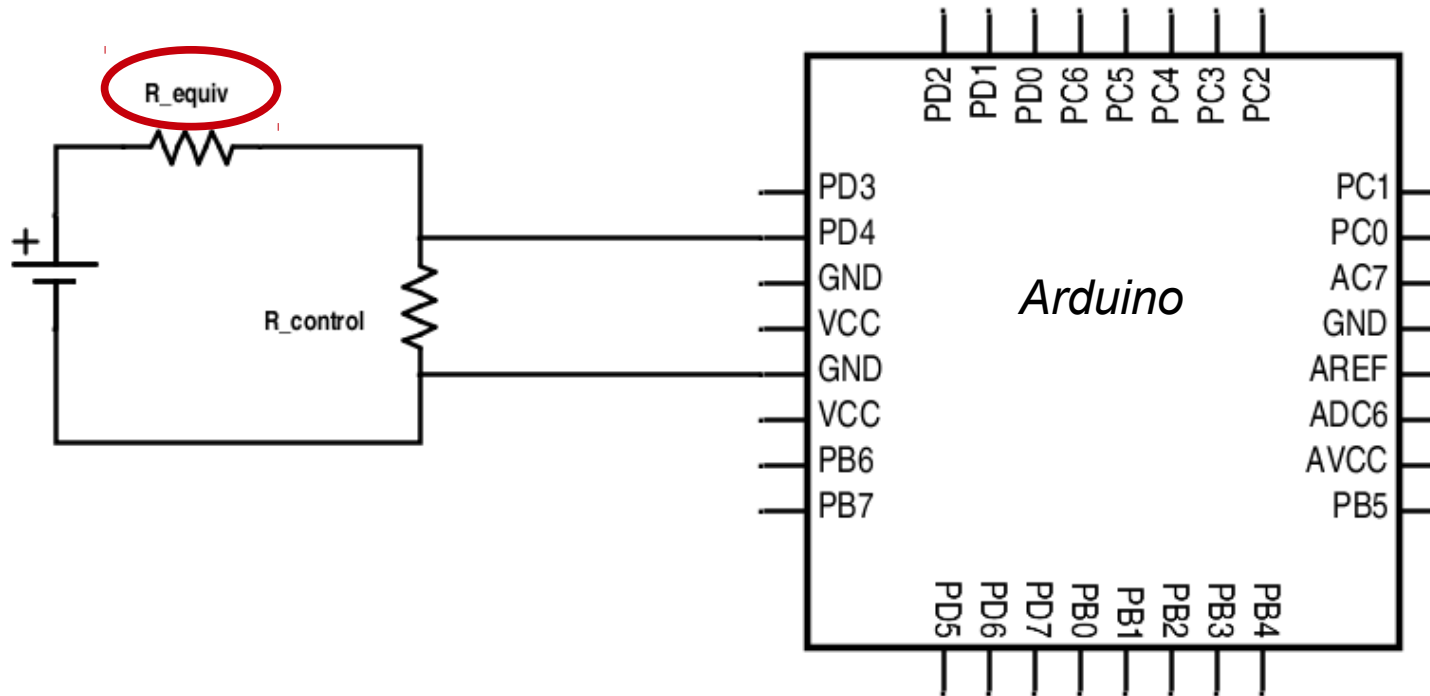 R_equiv
+
R_control
PD2
PD1
PD0
PC6
PC5
PC4
PC3
PC2
PD3
PD4
GND
VCC
GND
VCC
PB6
PB7
Arduino
PC1
PC0
AC7
GND
AREF
ADC6
AVCC
PB5
PD5
PD6
PD7
PB0
PB1
PB2
PB3
PB4